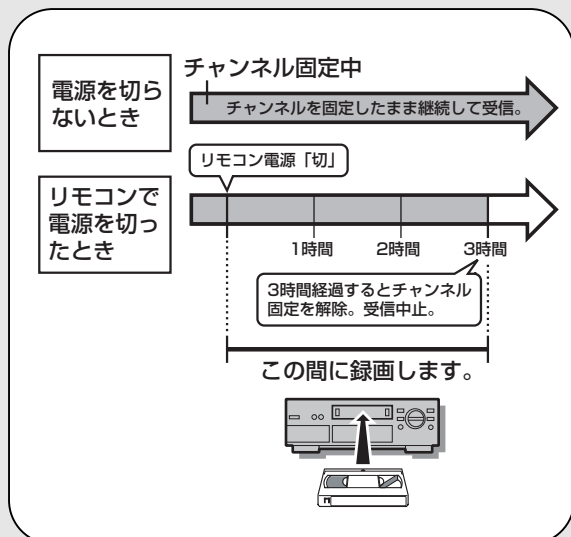 電源を切ら
ないとき
チャンネル固定中
チャンネルを固定したまま継続して受信。
リモコン電源「切」
リモコンで
電源を切っ
たとき
1時間 2時間 3時間
3時間経過するとチャンネル
固定を解除。受信中止。
この間に録画します。